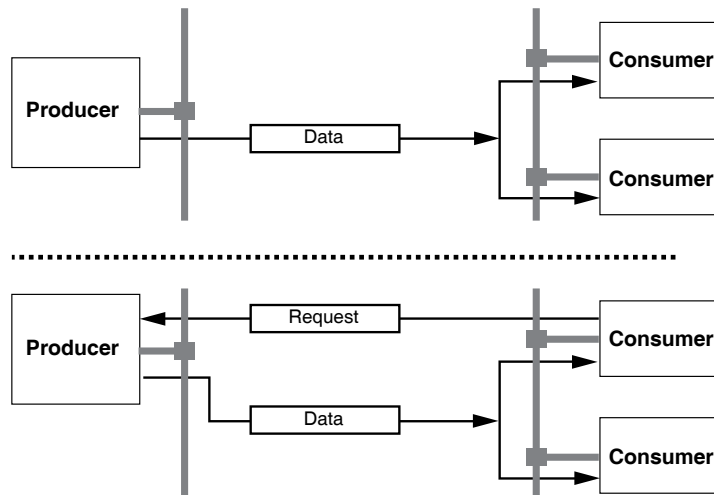 Consumer
Producer
Data
Consumer
Request
Consumer
Producer
Data
Consumer